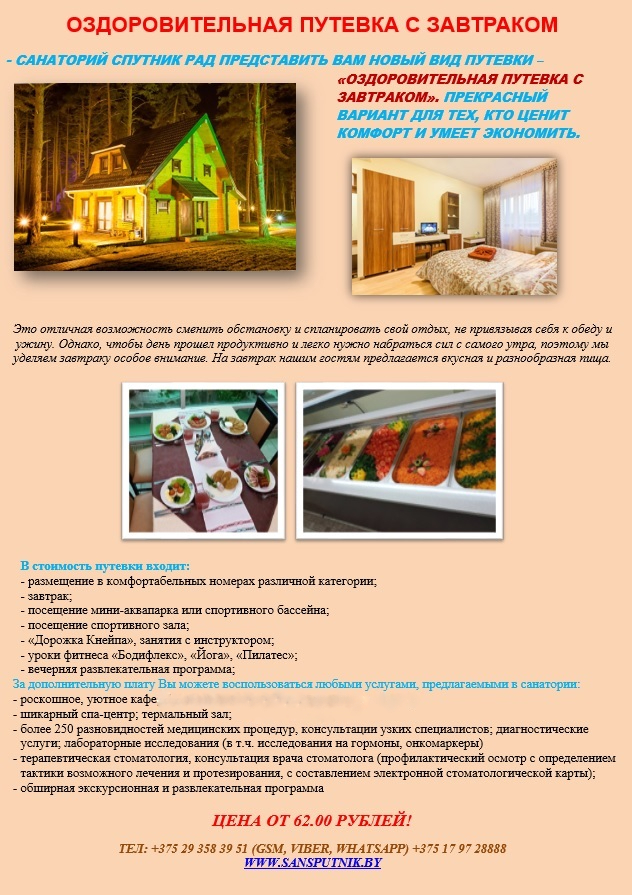 ОЗДОРОВИТЕЛЬНАЯ ПУТЕВКА С ЗАВТРАКОМ
- САНАТОРИЙ СПУТНИК РАД ПРЕДСТАВИТЬ ВАМ НОВЫЙ ВИД ПУТЕВКИ –
«ОЗДОРОВИТЕЛЬНАЯ ПУТЕВКА С
ЗАВТРАКОМ». ПРЕКРАСНЫЙ
ВАРИАНТ ДЛЯ ТЕХ, КТО ЦЕНИТ
КОМФОРТ И УМЕЕТ ЭКОНОМИТЬ.
Это отличная возможность сменить обстановку и спланировать свой отдых, не привязывая себя к обеду и
ужину. Однако, чтобы день прошел продуктивно и легко нужно набраться сил с самого утра, поэтому мы
уделяем завтраку особое внимание. На завтрак нашим гостям предлагается вкусная и разнообразная пища.
В стоимость путевки входит:
- размещение в комфортабельных номерах различной категории;
- завтрак;
- посещение мини-аквапарка или спортивного бассейна;
- посещение спортивного зала;
- «Дорожка Кнейпа», занятия с инструктором;
- уроки фитнеса «Бодифлекс», «Йога», «Пилатес»;
- вечерняя развлекательная программа;
За дополнительную плату Вы можете воспользоваться любыми услугами, предлагаемыми в санатории:
- роскошное, уютное кафе
- шикарный спа-центр; термальный зал;
- более 250 разновидностей медицинских процедур, консультации узких специалистов; диагностические
услуги; лабораторные исследования (в т.ч. исследования на гормоны, онкомаркеры)
- терапевтическая стоматология, консультация врача стоматолога (профилактический осмотр с определением
тактики возможного лечения и протезирования, с составлением электронной стоматологической карты);
- обширная экскурсионная и развлекательная программа
ЦЕНА ОТ 62.00 РУБЛЕЙ!
ТЕЛ: +375 29 358 39 51 (GSM, VIBER, WHATSAPP) +375 17 97 28888
WWW.SANSPUTNIK.BY